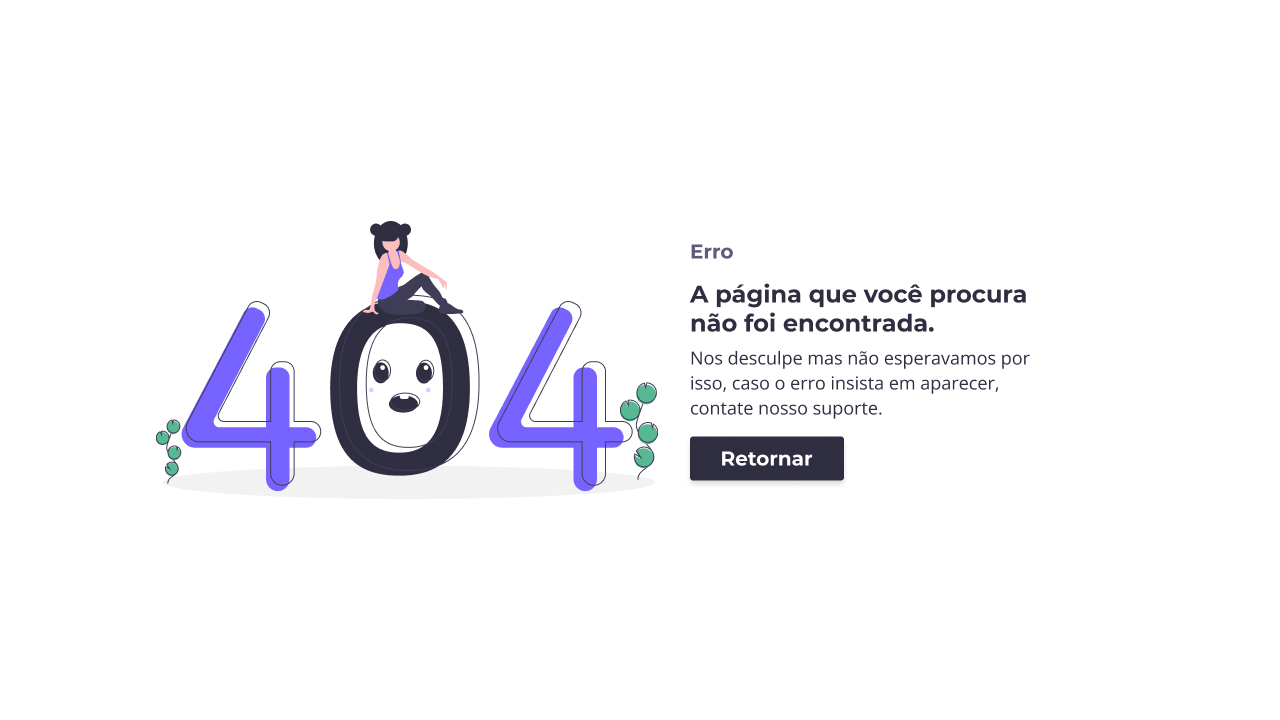 404
Erro
A página que você procura
não foi encontrada.
Nos desculpe mas não esperavamos por
isso, caso o erro insista em aparecer,
contate nosso suporte.
Retornar